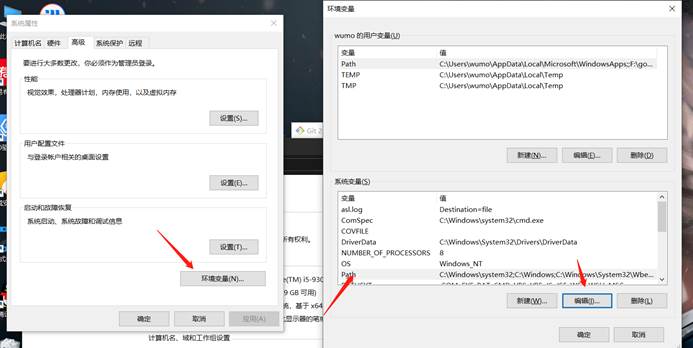 系统属性
计算机名 硬件 高级 系统保护 远程
要进行大多数更改，你必须作为管理员登录。
性能
视觉效果，处理器计划，内存使用，以及虚拟内存
设置(S)...
用户配置文件
与登录帐户相关的桌面设置
设置(E)...
启动和故障恢复
系统启动、系统故障和调试信息
设置(T)...
环境变量(N)...
确定 取消 应用(A)
Git
所有权利。
(TM) i5-930
9 GB 可用)
计算机名、域和工作组设置
环境变量
wumo 的用户变量(U)
变量 值
Path C:\Users\wumo\AppData\Local\Microsoft\WindowsApps;F:\go...
TEMP C:\Users\wumo\AppData\Local\Temp
TMP C:\Users\wumo\AppData\Local\Temp
新建(N)... 编辑(E)... 删除(D)
系统变量(S)
变量 值
asl.log Destination=file
ComSpec C:\Windows\system32\cmd.exe
COVFILE
DriverData C:\Windows\System32\Drivers\DriverData
NUMBER_OF_PROCESSORS 8
OS Windows_NT
Path C:\Windows\system32;C:\Windows;C:\Windows\System32\Wbe...
新建(W)... 编辑(I)... 删除(L)
确定 取消